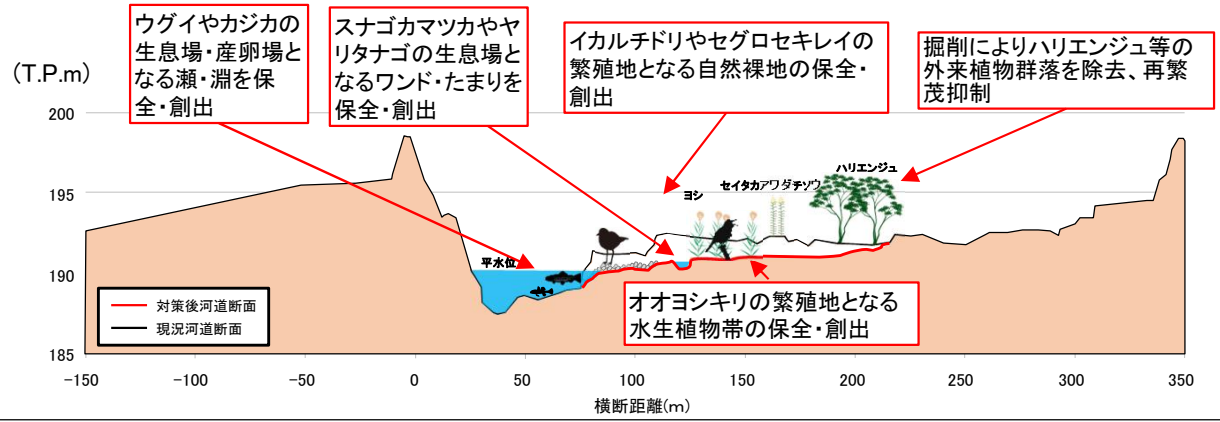 (T.P.m)
ウグイやカジカの
生息場・産卵場と
なる瀬・淵を保
全・創出
スナゴカマツカやヤ
リタナゴの生息場と
なるワンド・たまりを
保全・創出
イカルチドリやセグロセキレイの
繁殖地となる自然裸地の保全・
創出
掘削によりハリエンジュ等の
外来植物群落を除去、再繁
茂抑制
200
195
190
185
ヨシ
セイタカアワダチソウ
ハリエンジュ
平水位
オオヨシキリの繁殖地となる
水生植物帯の保全・創出
対策後河道断面
現況河道断面
-150
-100
-50
0
50
100
150
200
250
300
350
横断距離(m)